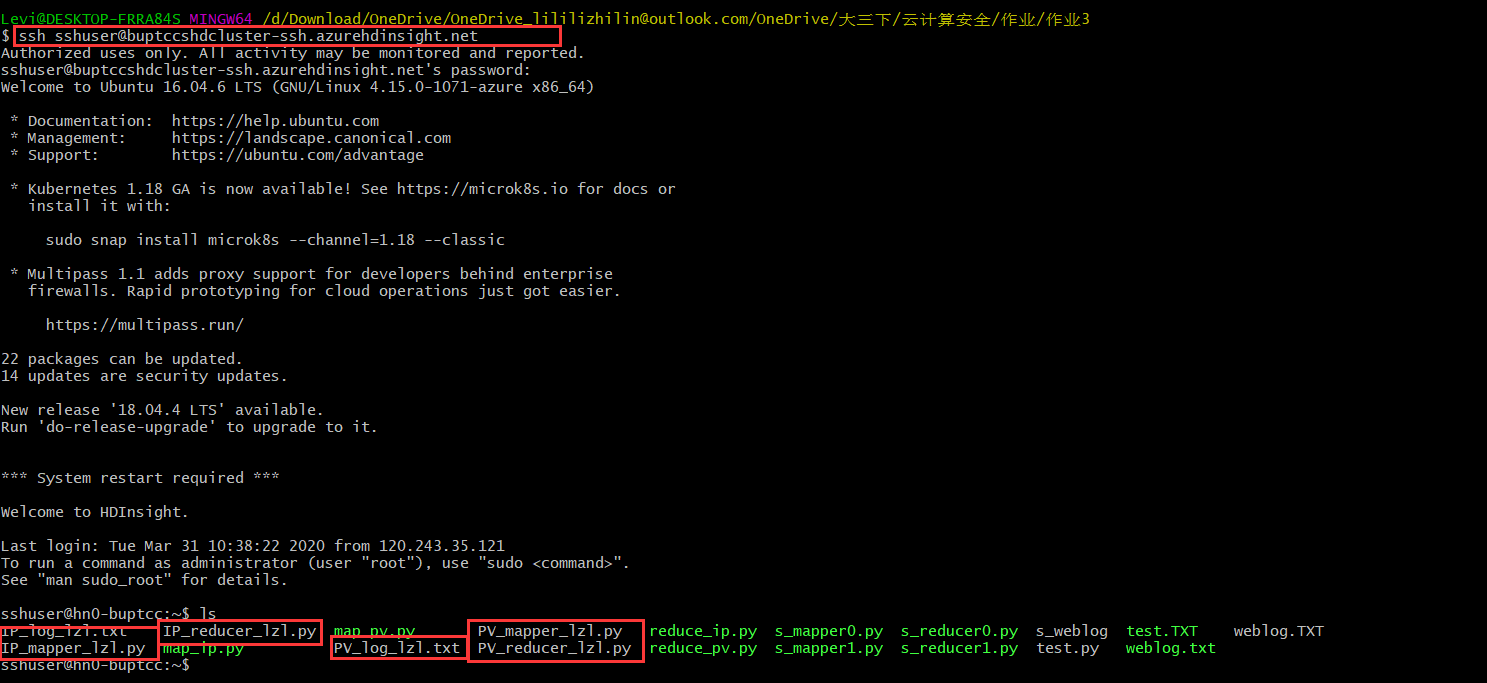 Levi@DESKTOP-FRRA84S MINGW64 /d/Download/OneDrive/OneDrive_lililizhilin@outlook.com/OneDrive/大三下/云计算安全/作业/作业3
$ ssh sshuser@buptccshdcluster-ssh.azurehdinsight.net
Authorized uses only. All activity may be monitored and reported.
sshuser@buptccshdcluster-ssh.azurehdinsight.net's password:
Welcome to Ubuntu 16.04.6 LTS (GNU/Linux 4.15.0-1071-azure x86_64)
* Documentation: https://help.ubuntu.com
* Management: https://landscape.canonical.com
* Support: https://ubuntu.com/advantage
* Kubernetes 1.18 GA is now available! See https://microk8s.io for docs or
install it with:
sudo snap install microk8s --channel=1.18 --classic
* Multipass 1.1 adds proxy support for developers behind enterprise
firewalls. Rapid prototyping for cloud operations just got easier.
https://multipass.run/
22 packages can be updated.
14 updates are security updates.
New release '18.04.4 LTS' available.
Run 'do-release-upgrade' to upgrade to it.
*** System restart required ***
Welcome to HDInsight.
Last login: Tue Mar 31 10:38:22 2020 from 120.243.35.121
To run a command as administrator (user "root"), use "sudo <command>".
See "man sudo_root" for details.
sshuser@hn0-buptcc:~$ ls
IP_log_lzl.txt IP_reducer_lzl.py map_pv.py PV_mapper_lzl.py reduce_ip.py s_mapper0.py s_reducer0.py s_weblog test.TXT weblog.TXT
IP_mapper_lzl.py map_ip.py PV_log_lzl.txt PV_reducer_lzl.py reduce_pv.py s_mapper1.py s_reducer1.py test.py weblog.txt
sshuser@hn0-buptcc:~$